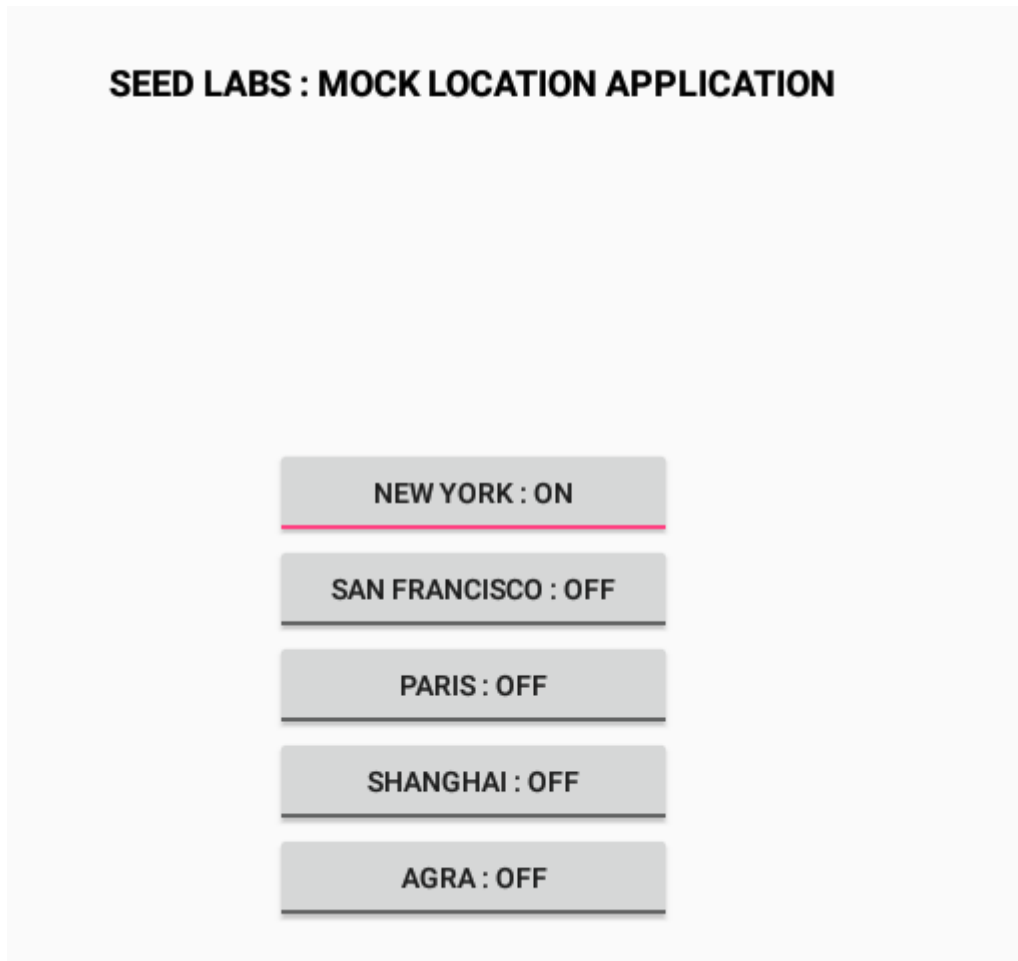 SEED LABS : MOCK LOCATION APPLICATION
NEW YORK : ON
SAN FRANCISCO : OFF
PARIS : OFF
SHANGHAI : OFF
AGRA : OFF